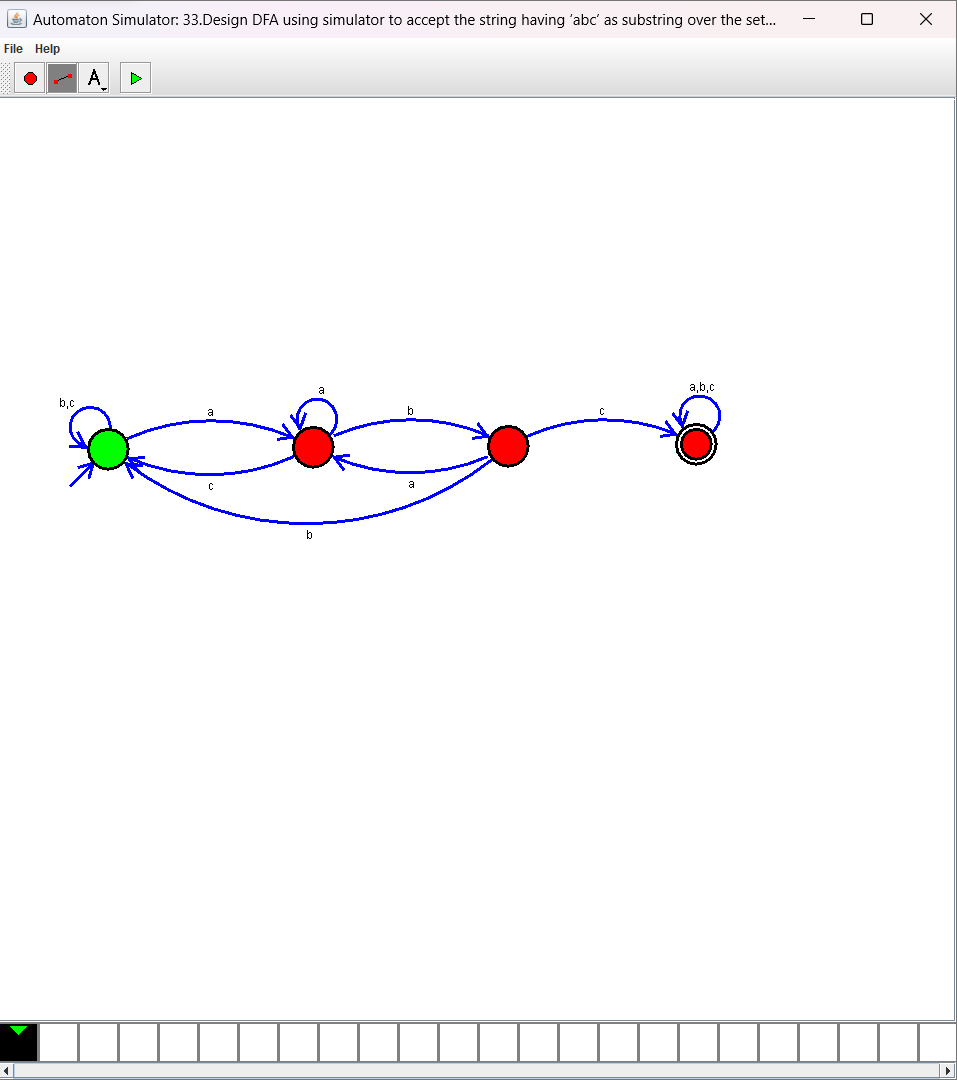 Automaton Simulator: 33.Design DFA using simulator to accept the string having ‘abc’ as substring over the set...
File Help
A
b,c
a
a
b
c
a,b,c
c
a
b